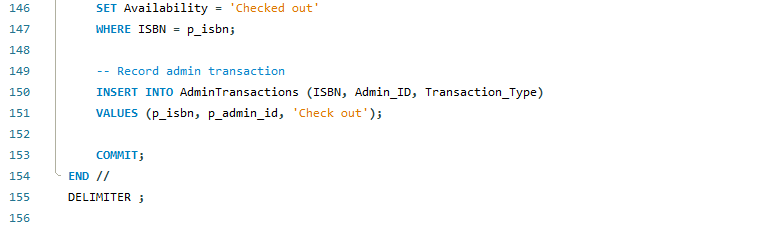 146 SET Availability = 'Checked out'
147 WHERE ISBN = p_isbn;
148
149 -- Record admin transaction
150 INSERT INTO AdminTransactions (ISBN, Admin_ID, Transaction_Type)
151 VALUES (p_isbn, p_admin_id, 'Check out');
152
153 COMMIT;
154 END //
155 DELIMITER ;
156